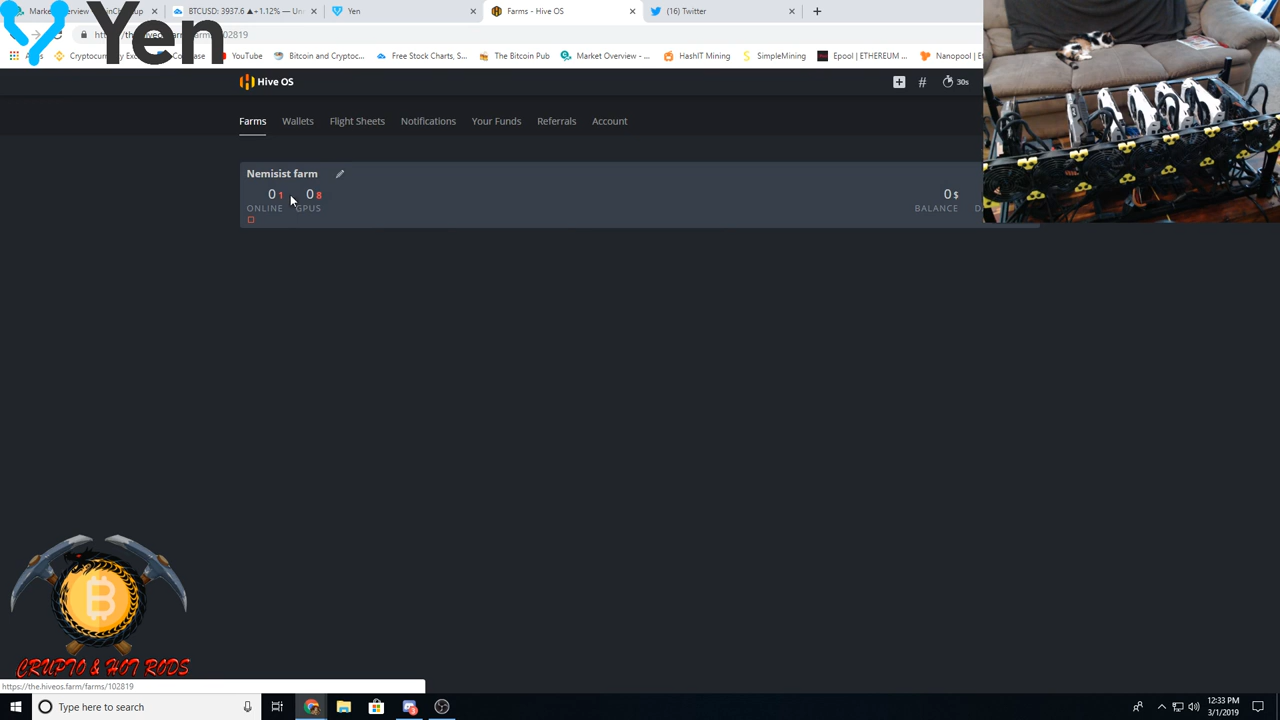 Yen
BTCUSD: 3937.6 ▲+1.12% — Un
Yen
Farms - Hive OS
(16) Twitter
YouTube
Bitcoin and Cryptoc...
Free Stock Charts, S...
The Bitcoin Pub
Market Overview - ...
HashIT Mining
SimpleMining
Epool | ETHEREUM ...
Nanopool | E
Hive OS
# 30s
Farms
Wallets
Flight Sheets
Notifications
Your Funds
Referrals
Account
Nemisist farm
0 1 0 8 0 $
ONLINE GPUS BALANCE
CRUPTO & HOT RODS
https://the.hiveos.farm/farms/102819
Type here to search
12:33 PM
3/1/2019